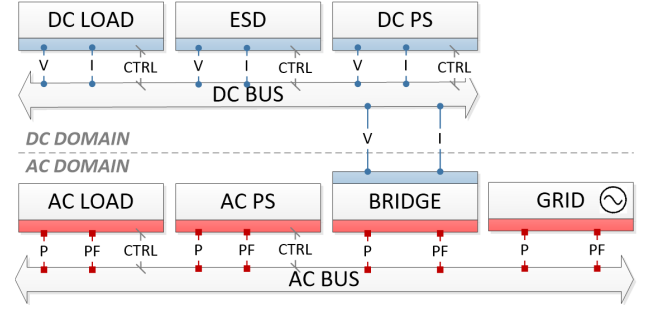 DC LOAD ESD DC PS
V I CTRL V I CTRL V I CTRL
DC BUS
DC DOMAIN V I
AC DOMAIN
AC LOAD AC PS BRIDGE GRID
P PF CTRL P PF CTRL P PF P PF
AC BUS